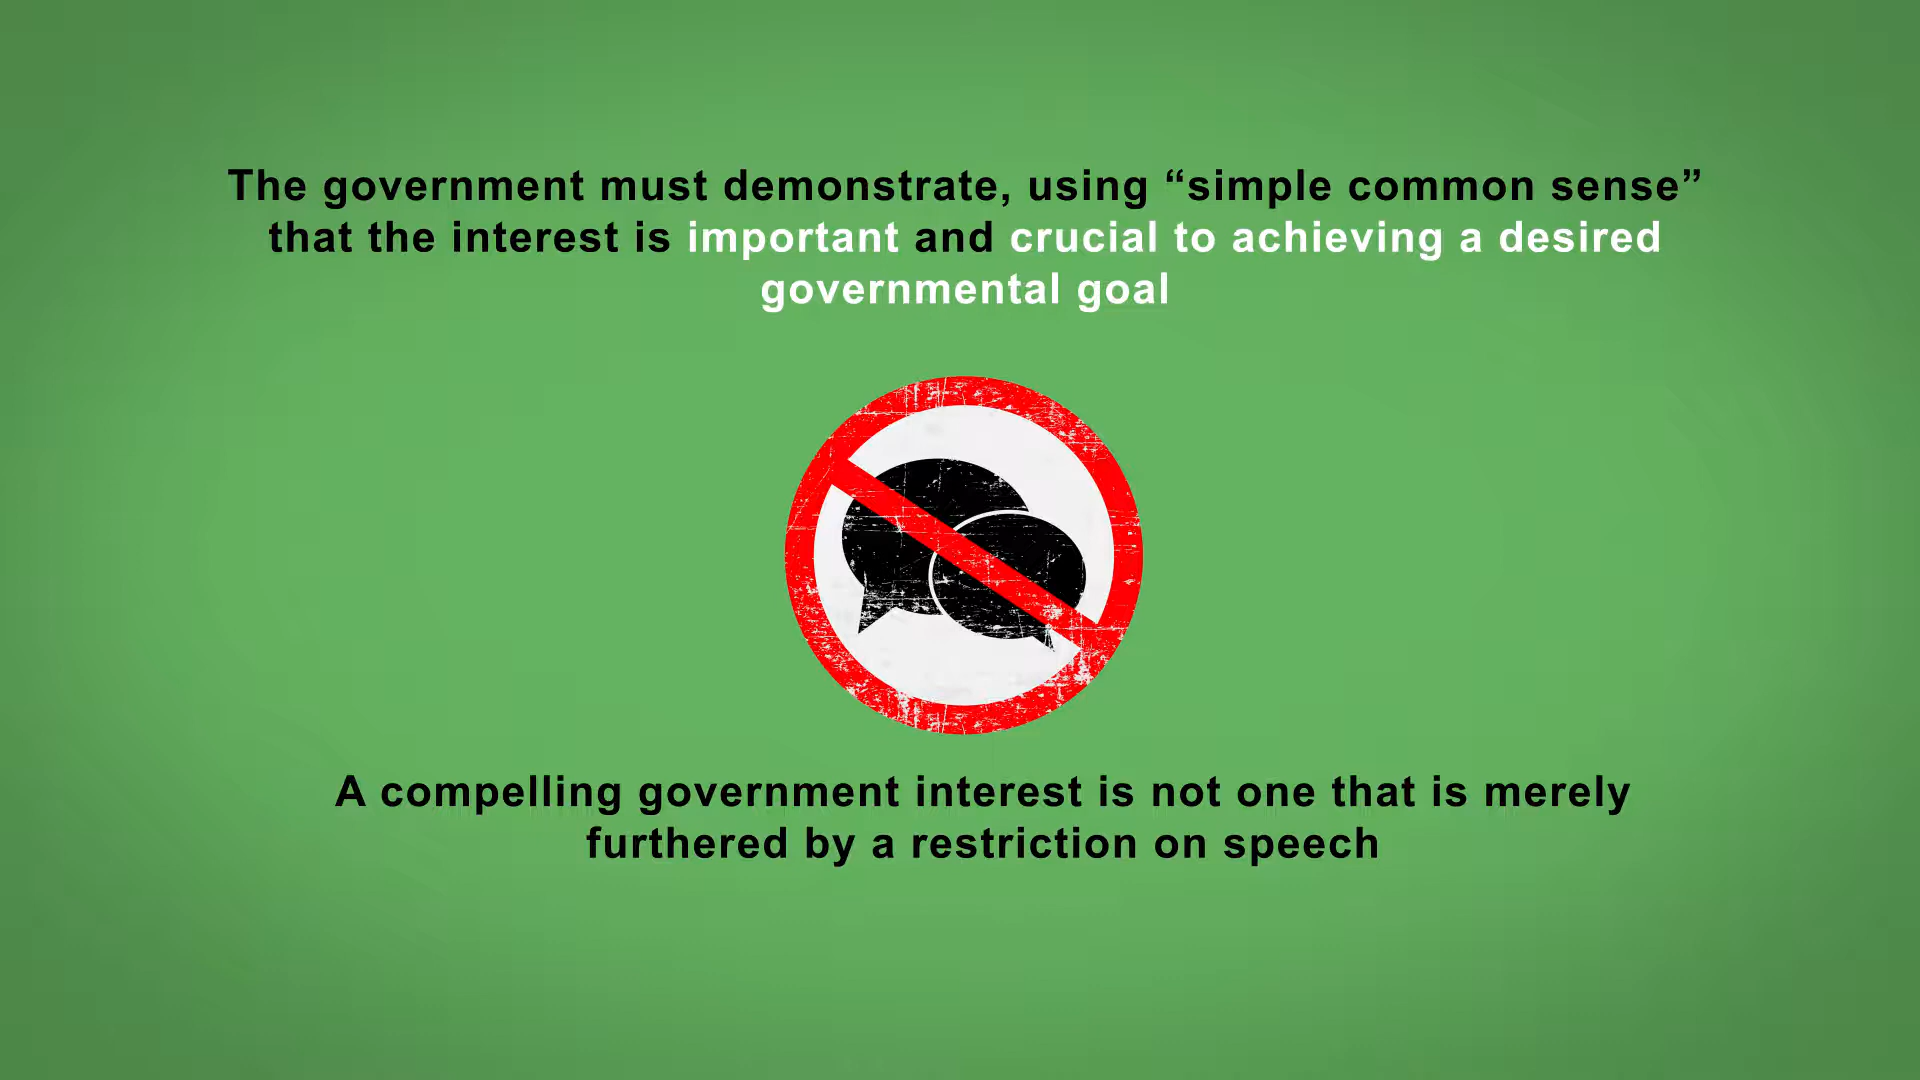 The government must demonstrate, using “simple common sense”
that the interest is important and crucial to achieving a desired
governmental goal
A compelling government interest is not one that is merely
furthered by a restriction on speech